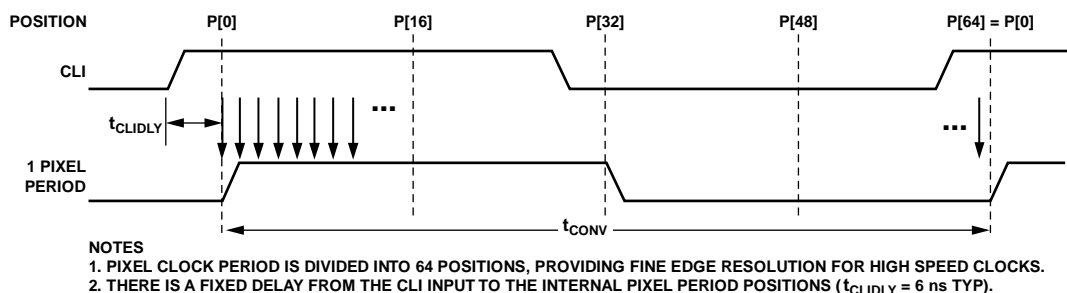 POSITION P[0] P[16] P[32] P[48] P[64] = P[0]
CLI
tCLIDLY
...
...
1 PIXEL
PERIOD
tCONV
NOTES
1. PIXEL CLOCK PERIOD IS DIVIDED INTO 64 POSITIONS, PROVIDING FINE EDGE RESOLUTION FOR HIGH SPEED CLOCKS.
2. THERE IS A FIXED DELAY FROM THE CLI INPUT TO THE INTERNAL PIXEL PERIOD POSITIONS (tCLIDLY = 6 ns TYP).